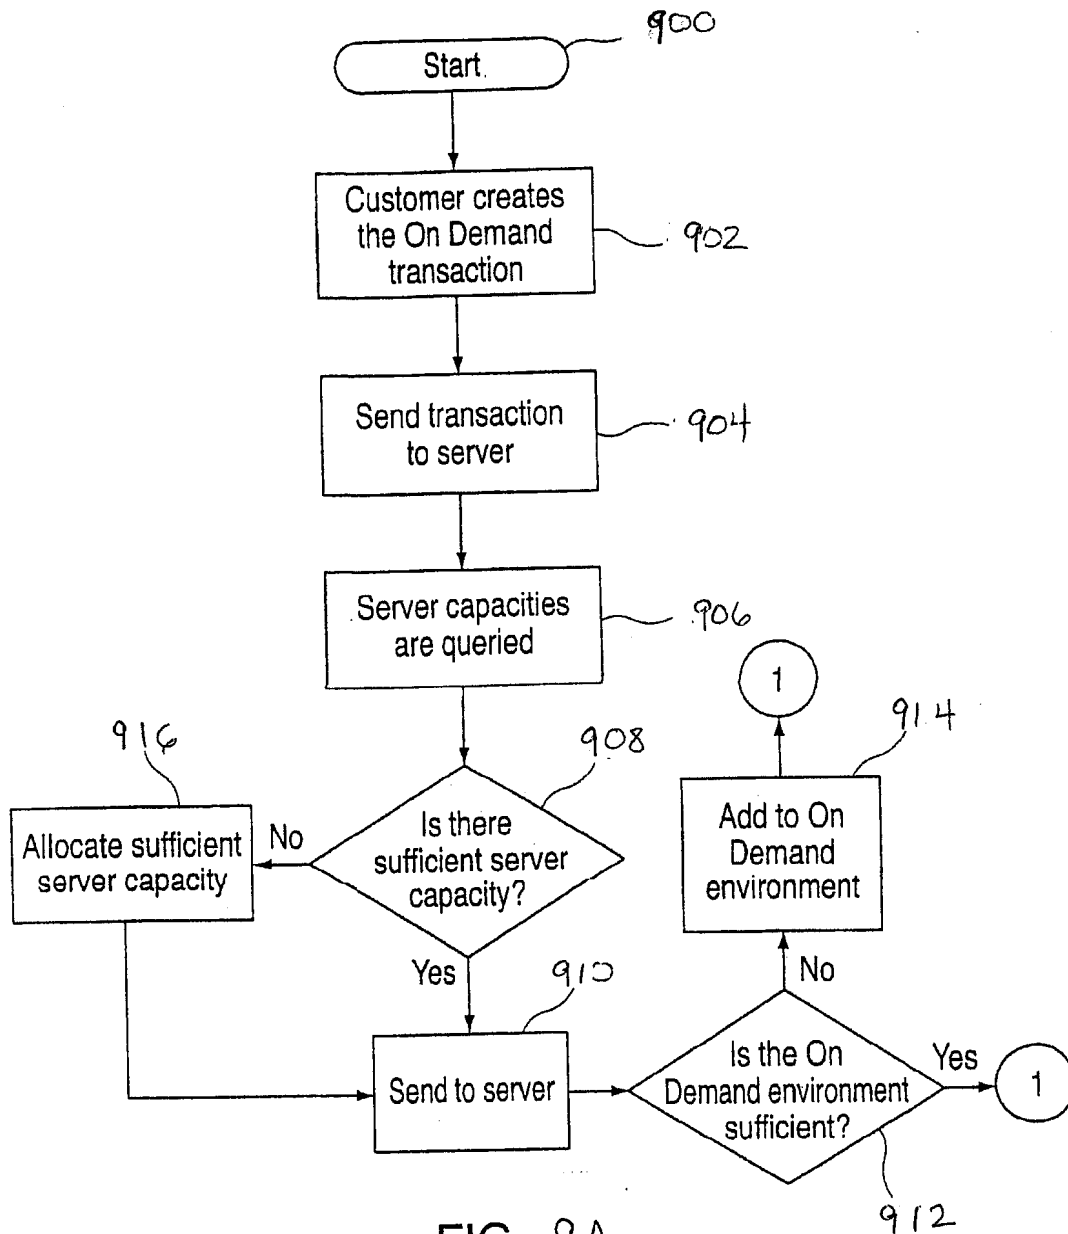 900
Start
Customer creates
the On Demand
transaction
902
Send transaction
to server
904
Server capacities
are queried
906
1
914
916
908
Add to On
Demand
environment
Allocate sufficient
server capacity
No
Is there
sufficient server
capacity?
Yes
910
No
Send to server
Is the On
Demand environment
sufficient?
Yes
1
912
FIG. 9A